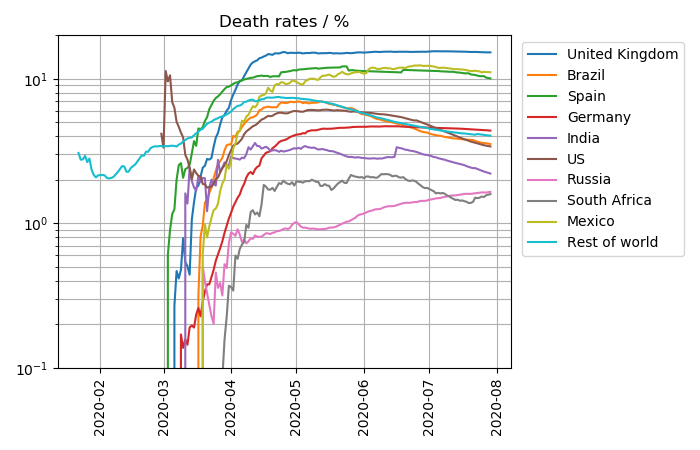 Death rates / %
10¹
10⁰
10⁻¹
2020-02
2020-03
2020-04
2020-05
2020-06
2020-07
2020-08
United Kingdom
Brazil
Spain
Germany
India
US
Russia
South Africa
Mexico
Rest of world